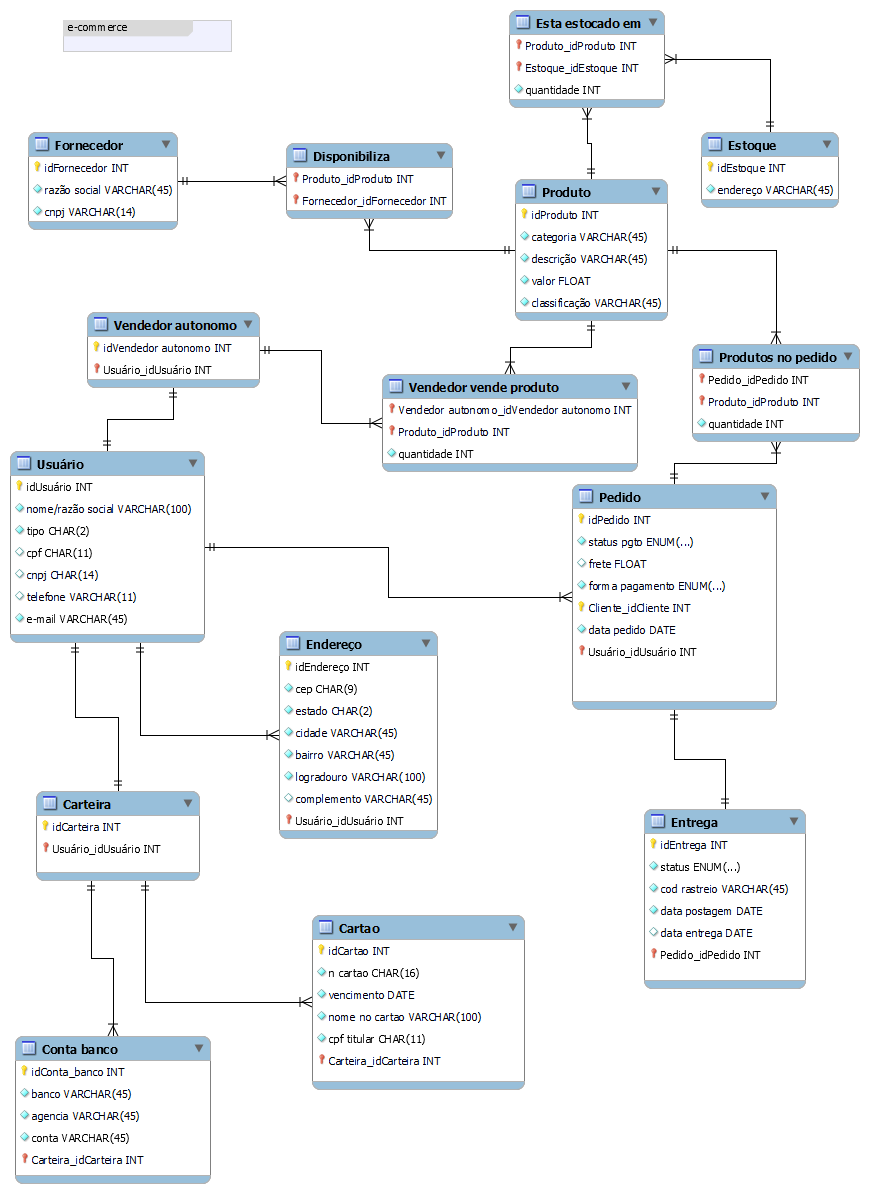 e-commerce
Esta estocado em
Produto_idProduto INT
Estoque_idEstoque INT
quantidade INT
Fornecedor
idFornecedor INT
razão social VARCHAR(45)
cnpj VARCHAR(14)
Disponibiliza
Produto_idProduto INT
Fornecedor_idFornecedor INT
Estoque
idEstoque INT
endereço VARCHAR(45)
Produto
idProduto INT
categoria VARCHAR(45)
descrição VARCHAR(45)
valor FLOAT
classificação VARCHAR(45)
Vendedor autonomo
idVendedor autonomo INT
Usuário_idUsuário INT
Vendedor vende produto
Vendedor autonomo_idVendedor autonomo INT
Produto_idProduto INT
quantidade INT
Produtos no pedido
Pedido_idPedido INT
Produto_idProduto INT
quantidade INT
Usuário
idUsuário INT
nome/razão social VARCHAR(100)
tipo CHAR(2)
cpf CHAR(11)
cnpj CHAR(14)
telefone VARCHAR(11)
e-mail VARCHAR(45)
Pedido
idPedido INT
status pgto ENUM(...)
frete FLOAT
forma pagamento ENUM(...)
Cliente_idCliente INT
data pedido DATE
Usuário_idUsuário INT
Endereço
idEndereço INT
cep CHAR(9)
estado CHAR(2)
cidade VARCHAR(45)
bairro VARCHAR(45)
logradouro VARCHAR(100)
complemento VARCHAR(45)
Usuário_idUsuário INT
Carteira
idCarteira INT
Usuário_idUsuário INT
Entrega
idEntrega INT
status ENUM(...)
cod rastreio VARCHAR(45)
data postagem DATE
data entrega DATE
Pedido_idPedido INT
Cartao
idCartao INT
n cartao CHAR(16)
vencimento DATE
nome no cartao VARCHAR(100)
cpf titular CHAR(11)
Carteira_idCarteira INT
Conta banco
idConta_banco INT
banco VARCHAR(45)
agencia VARCHAR(45)
conta VARCHAR(45)
Carteira_idCarteira INT